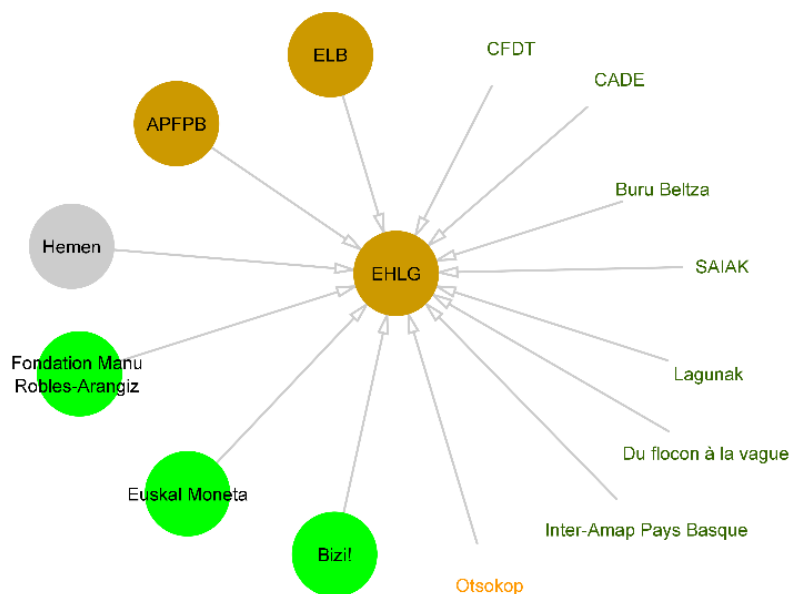 ELB
CFDT
CADE
APFPB
Buru Beltza
Hemen
SAIAK
EHLG
Fondation Manu
Robles-Arangiz
Lagunak
Du flocon à la vague
Euskal Moneta
Inter-Amap Pays Basque
Bizi!
Otsokop